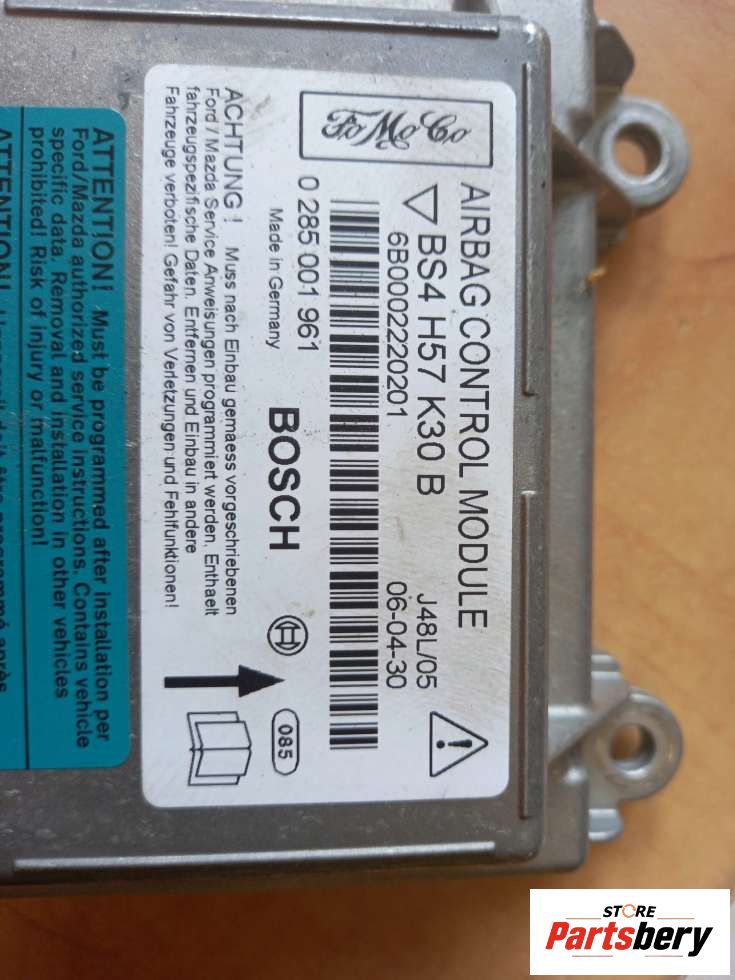 FoMoCo
AIRBAG CONTROL MODULE
BS4 H57 K30 B J48L/05
6B0002220201 06-04-30
0 285 001 961
Made in Germany
BOSCH
085
ACHTUNG ! Muss nach Einbau gemaess vorgeschriebenen
Ford / Mazda Service Anweisungen programmiert werden. Enthaelt
fahrzeugspezifische Daten. Entfernen und Einbau in andere
Fahrzeuge verboten! Gefahr von Verletzungen und Fehlfunktionen!
ATTENTION! Must be programmed after installation per
Ford/Mazda authorized service instructions. Contains vehicle
specific data. Removal and installation in other vehicles
prohibited! Risk of injury or malfunction!
ATTENTION!
STORE
Partsbery